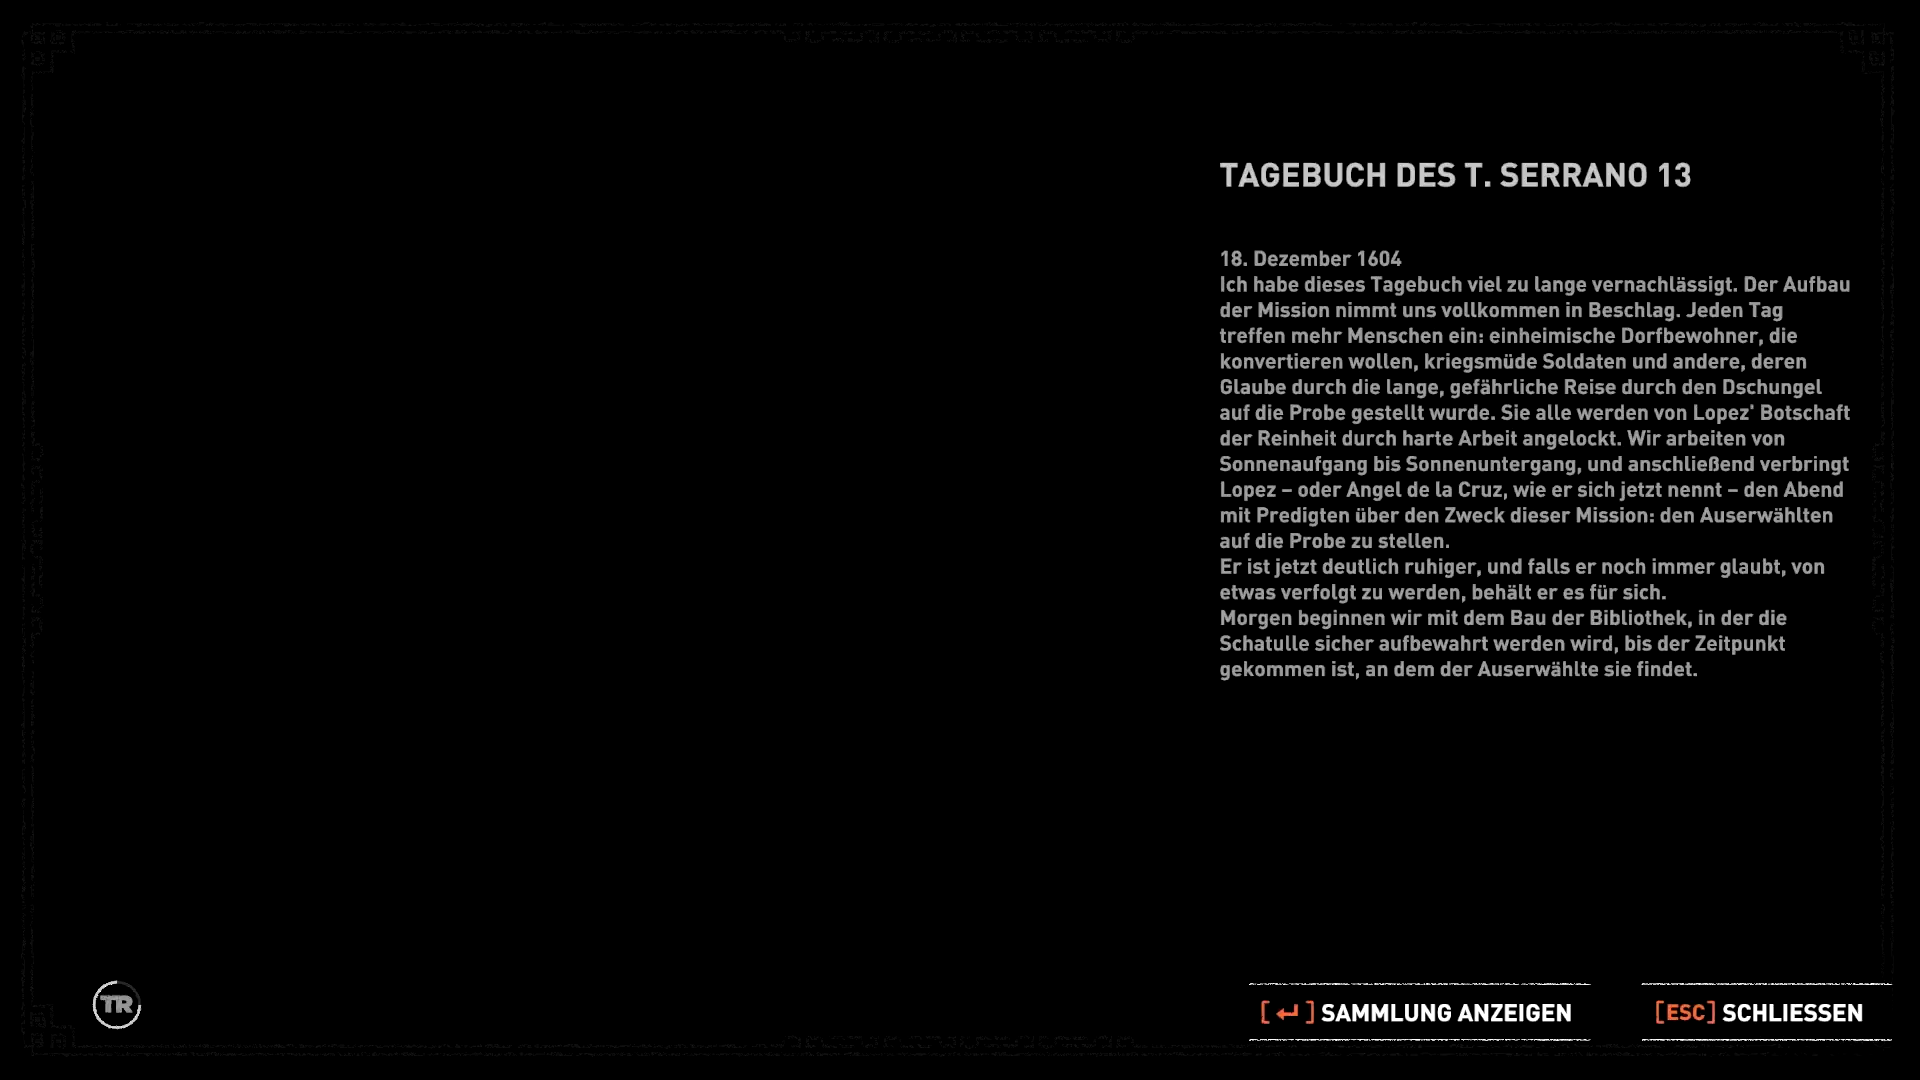 TAGEBUCH DES T. SERRANO 13
18. Dezember 1604
Ich habe dieses Tagebuch viel zu lange vernachlässigt. Der Aufbau
der Mission nimmt uns vollkommen in Beschlag. Jeden Tag
treffen mehr Menschen ein: einheimische Dorfbewohner, die
konvertieren wollen, kriegsmüde Soldaten und andere, deren
Glaube durch die lange, gefährliche Reise durch den Dschungel
auf die Probe gestellt wurde. Sie alle werden von Lopez' Botschaft
der Reinheit durch harte Arbeit angelockt. Wir arbeiten von
Sonnenaufgang bis Sonnenuntergang, und anschließend verbringt
Lopez – oder Angel de la Cruz, wie er sich jetzt nennt – den Abend
mit Predigten über den Zweck dieser Mission: den Auserwählten
auf die Probe zu stellen.
Er ist jetzt deutlich ruhiger, und falls er noch immer glaubt, von
etwas verfolgt zu werden, behält er es für sich.
Morgen beginnen wir mit dem Bau der Bibliothek, in der die
Schatulle sicher aufbewahrt werden wird, bis der Zeitpunkt
gekommen ist, an dem der Auserwählte sie findet.
TR
[↵] SAMMLUNG ANZEIGEN
[ESC] SCHLIESSEN